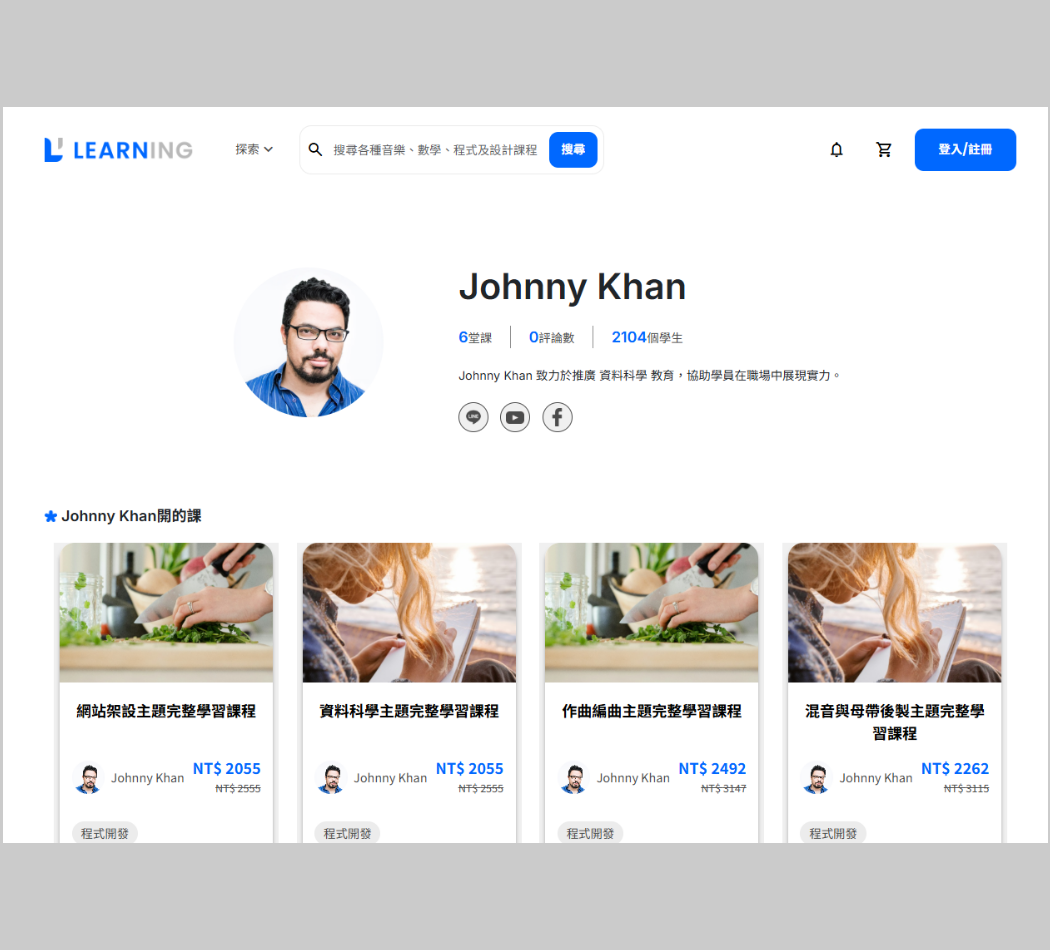 LEARNING
探索
搜尋各種音樂、數學、程式及設計課程
搜尋
登入/註冊
Johnny Khan
6堂課
0評論數
2104個學生
Johnny Khan 致力於推廣 資料科學 教育，協助學員在職場中展現實力。
LINE
Johnny Khan開的課
網站架設主題完整學習課程
Johnny Khan
NT$ 2055
NT$ 2555
程式開發
資料科學主題完整學習課程
Johnny Khan
NT$ 2055
NT$ 2555
程式開發
作曲編曲主題完整學習課程
Johnny Khan
NT$ 2492
NT$ 3147
程式開發
混音與母帶後製主題完整學
習課程
Johnny Khan
NT$ 2262
NT$ 3115
程式開發